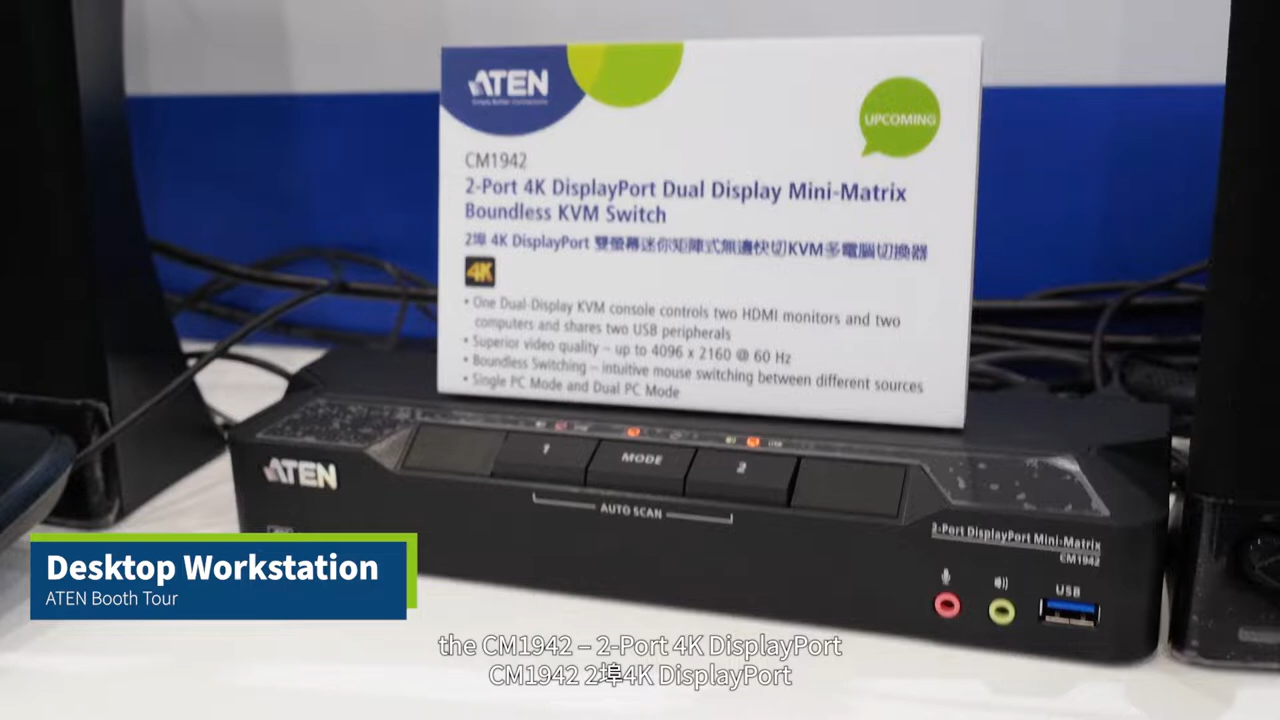 ATEN
Simply Better Connections
UPCOMING
CM1942
2-Port 4K DisplayPort Dual Display Mini-Matrix
Boundless KVM Switch
2埠 4K DisplayPort 雙螢幕迷你矩陣式無邊快切KVM多電腦切換器
4K
• One Dual-Display KVM console controls two HDMI monitors and two
computers and shares two USB peripherals
• Superior video quality – up to 4096 x 2160 @ 60 Hz
• Boundless Switching – intuitive mouse switching between different sources
• Single PC Mode and Dual PC Mode
USB
1
MODE
2
AUTO SCAN
ATEN
2-Port DisplayPort Mini-Matrix
CM1942
USB
Desktop Workstation
ATEN Booth Tour
the CM1942 – 2-Port 4K DisplayPort
CM1942 2埠4K DisplayPort